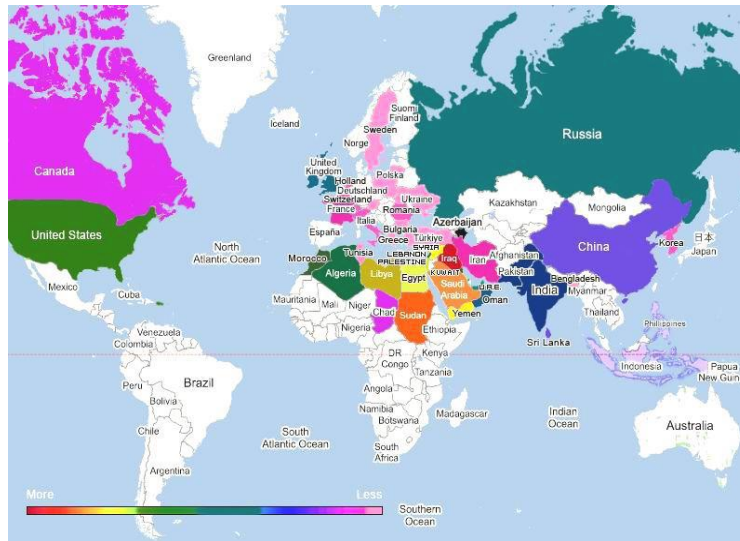 Greenland
Iceland
Suomi
Finland
Sweden
Norge
Russia
Canada
United
Kingdom
Holland
Polska
Deutschland
Ukraine
Switzerland
France
Romania
Italia
Kazakhstan
Mongolia
Bulgaria
Azerbaijan
España
Greece
Türkiye
United States
North
Atlantic
Ocean
Tunisia
SYRIA
LEBANON
PALESTINE
Iraq
Iran
Afghanistan
China
Korea
日本
Japan
Morocco
Algeria
Libya
Egypt
KUWAIT
Pakistan
Bangladesh
Mexico
Cuba
Saudi
Arabia
U.A.E.
Oman
India
Myanmar
Mauritania
Mali
Niger
Chad
Sudan
Yemen
Thailand
Phillippines
Venezuela
Colombia
Nigeria
Ethiopia
Sri Lanka
DR
Congo
Kenya
Tanzania
Indonesia
Papua
New Guin
Peru
Brazil
Bolivia
Angola
Namibia
Botswana
Madagascar
Indian
Ocean
Australia
Chile
South
Atlantic Ocean
South
Africa
Argentina
More
Less
Southern
Ocean